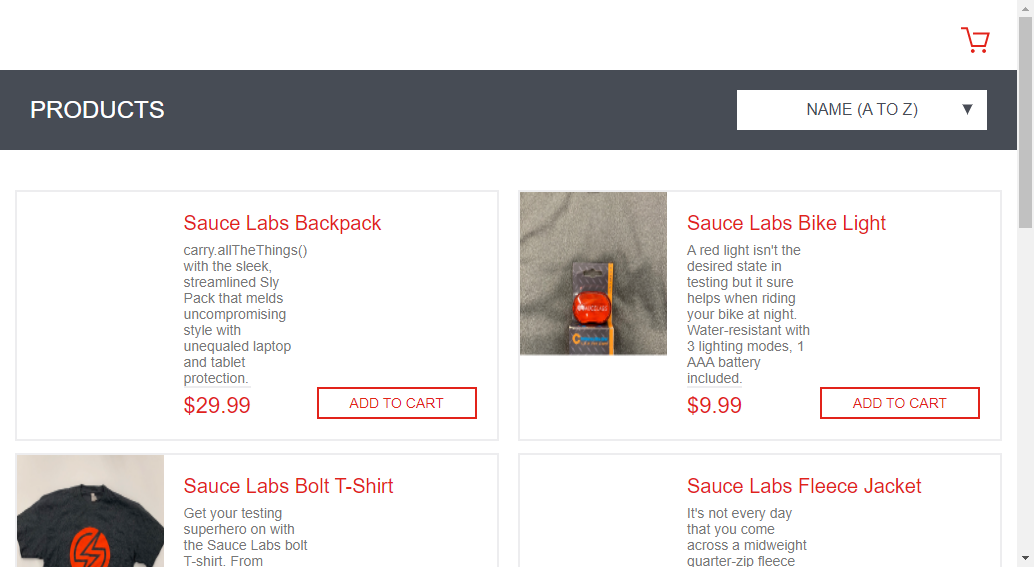 PRODUCTS
NAME (A TO Z)
Sauce Labs Backpack
carry.allTheThings()
with the sleek,
streamlined Sly
Pack that melds
uncompromising
style with
unequaled laptop
and tablet
protection.
$29.99
ADD TO CART
Sauce Labs Bike Light
A red light isn't the
desired state in
testing but it sure
helps when riding
your bike at night.
Water-resistant with
3 lighting modes, 1
AAA battery
included.
$9.99
ADD TO CART
Sauce Labs Bolt T-Shirt
Get your testing
superhero on with
the Sauce Labs bolt
T-shirt. From
Sauce Labs Fleece Jacket
It's not every day
that you come
across a midweight
quarter-zip fleece